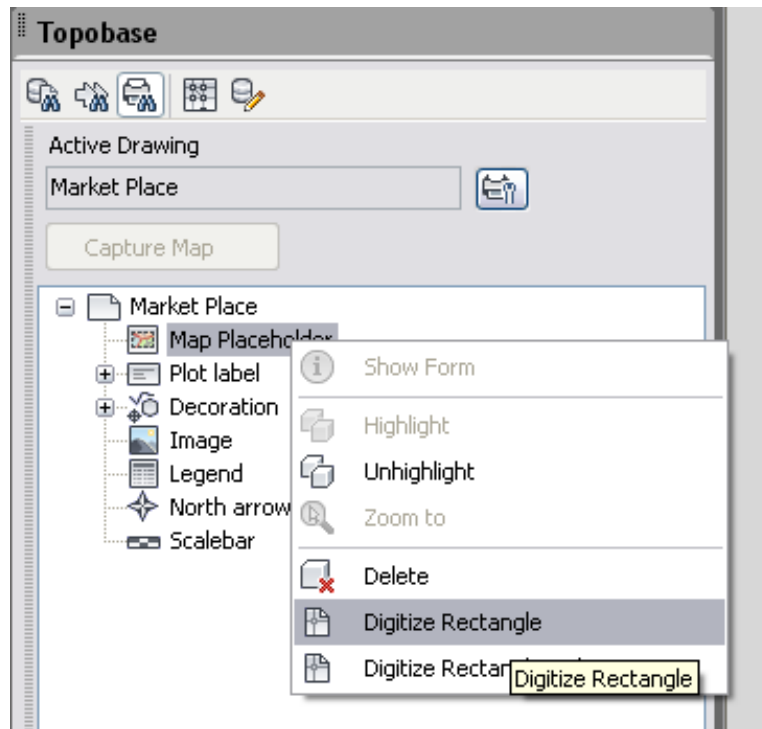 Topobase
Active Drawing
Market Place
Capture Map
Market Place
Map Placeholder
Plot label
Decoration
Image
Legend
North arrow
Scalebar
Show Form
Highlight
Unhighlight
Zoom to
Delete
Digitize Rectangle
Digitize
Digitize Rectangle